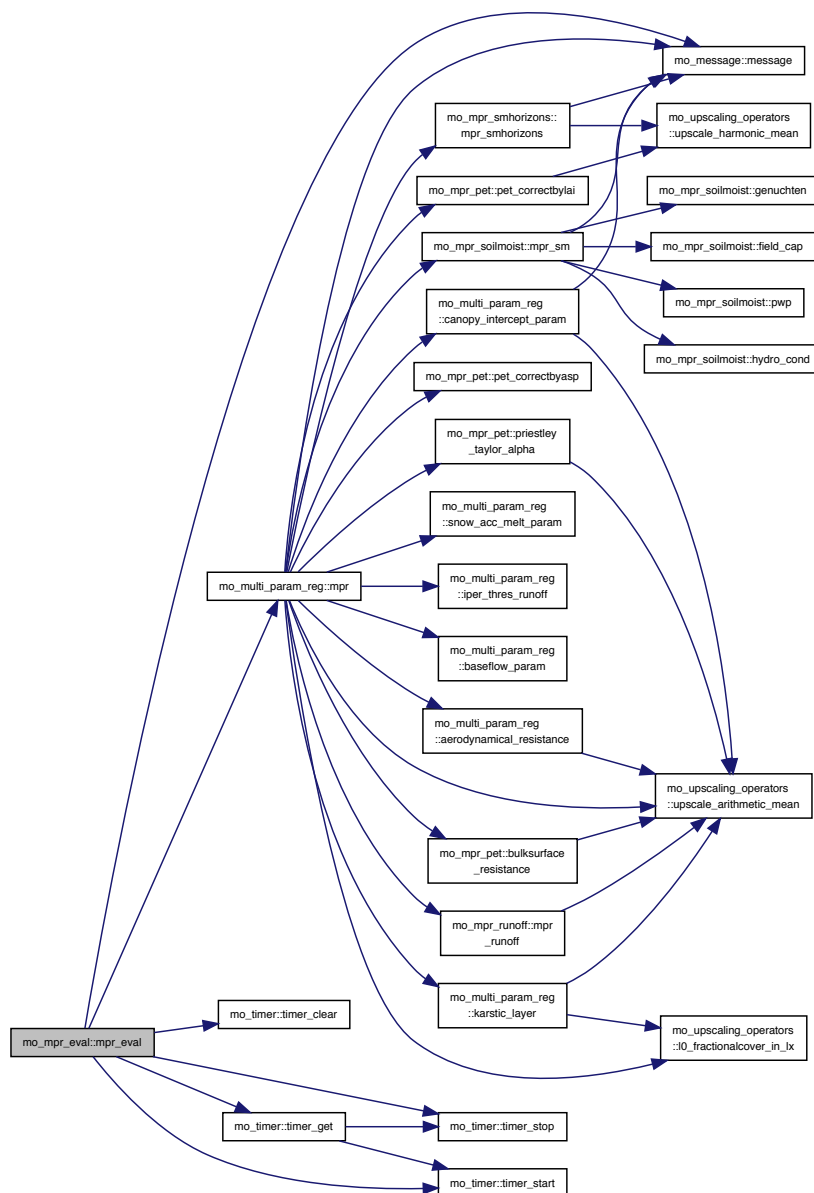 mo_message::message
mo_mpr_smhorizons::
mpr_smhorizons
mo_upscaling_operators
::upscale_harmonic_mean
mo_mpr_pet::pet_correctbylai
mo_mpr_soilmoist::genuchten
mo_mpr_soilmoist::mpr_sm
mo_mpr_soilmoist::field_cap
mo_multi_param_reg
::canopy_intercept_param
mo_mpr_soilmoist::pwp
mo_mpr_soilmoist::hydro_cond
mo_mpr_pet::pet_correctbyasp
mo_mpr_pet::priestley
_taylor_alpha
mo_multi_param_reg
::snow_acc_melt_param
mo_multi_param_reg::mpr
mo_multi_param_reg
::iper_thres_runoff
mo_multi_param_reg
::baseflow_param
mo_multi_param_reg
::aerodynamical_resistance
mo_upscaling_operators
::upscale_arithmetic_mean
mo_mpr_pet::bulksurface
_resistance
mo_mpr_runoff::mpr
_runoff
mo_multi_param_reg
::karstic_layer
mo_timer::timer_clear
mo_upscaling_operators
::l0_fractionalcover_in_lx
mo_mpr_eval::mpr_eval
mo_timer::timer_get
mo_timer::timer_stop
mo_timer::timer_start